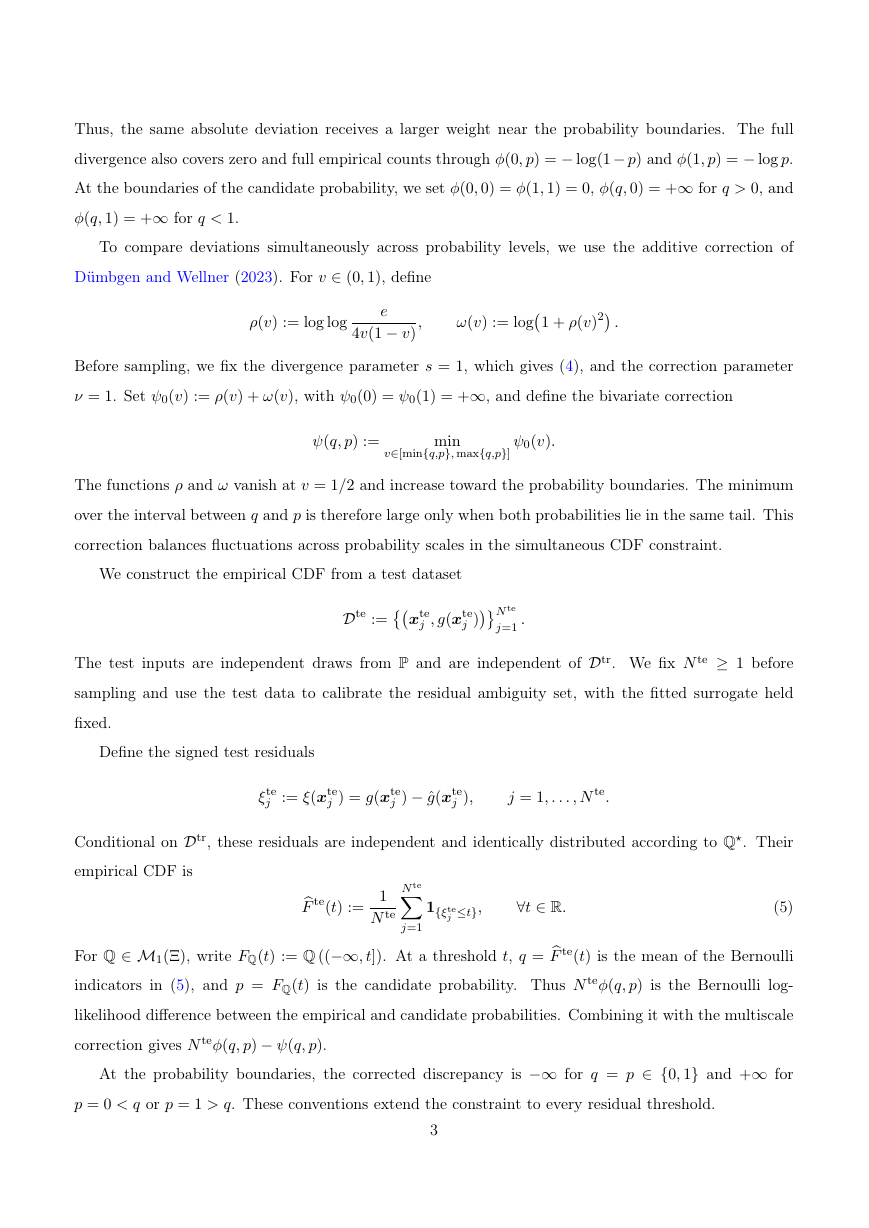 Thus, the same absolute deviation receives a larger weight near the probability boundaries. The full
divergence also covers zero and full empirical counts through ϕ(0, p) = − log(1 − p) and ϕ(1, p) = − log p.
At the boundaries of the candidate probability, we set ϕ(0, 0) = ϕ(1, 1) = 0, ϕ(q, 0) = +∞ for q > 0, and
ϕ(q, 1) = +∞ for q < 1.
To compare deviations simultaneously across probability levels, we use the additive correction of
Dümbgen and Wellner (2023). For v ∈ (0, 1), define
ρ(v) := log log e / (4v(1 − v)), ω(v) := log(1 + ρ(v)²) .
Before sampling, we fix the divergence parameter s = 1, which gives (4), and the correction parameter
ν = 1. Set ψ₀(v) := ρ(v) + ω(v), with ψ₀(0) = ψ₀(1) = +∞, and define the bivariate correction
ψ(q, p) := min_{v∈[min{q,p}, max{q,p}]} ψ₀(v).
The functions ρ and ω vanish at v = 1/2 and increase toward the probability boundaries. The minimum
over the interval between q and p is therefore large only when both probabilities lie in the same tail. This
correction balances fluctuations across probability scales in the simultaneous CDF constraint.
We construct the empirical CDF from a test dataset
𝒟^te := {(𝒙_j^te, g(𝒙_j^te))}_{j=1}^{N^te} .
The test inputs are independent draws from ℙ and are independent of 𝒟^tr. We fix N^te ≥ 1 before
sampling and use the test data to calibrate the residual ambiguity set, with the fitted surrogate held
fixed.
Define the signed test residuals
ξ_j^te := ξ(𝒙_j^te) = g(𝒙_j^te) − ĝ(𝒙_j^te), j = 1, . . . , N^te.
Conditional on 𝒟^tr, these residuals are independent and identically distributed according to ℚ⋆. Their
empirical CDF is
F̂^te(t) := 1/N^te ∑_{j=1}^{N^te} 𝟏_{ξ_j^te ≤ t}, ∀t ∈ ℝ. (5)
For ℚ ∈ ℳ₁(Ξ), write F_ℚ(t) := ℚ ((−∞, t]). At a threshold t, q = F̂^te(t) is the mean of the Bernoulli
indicators in (5), and p = F_ℚ(t) is the candidate probability. Thus N^te ϕ(q, p) is the Bernoulli log-
likelihood difference between the empirical and candidate probabilities. Combining it with the multiscale
correction gives N^te ϕ(q, p) − ψ(q, p).
At the probability boundaries, the corrected discrepancy is −∞ for q = p ∈ {0, 1} and +∞ for
p = 0 < q or p = 1 > q. These conventions extend the constraint to every residual threshold.
3